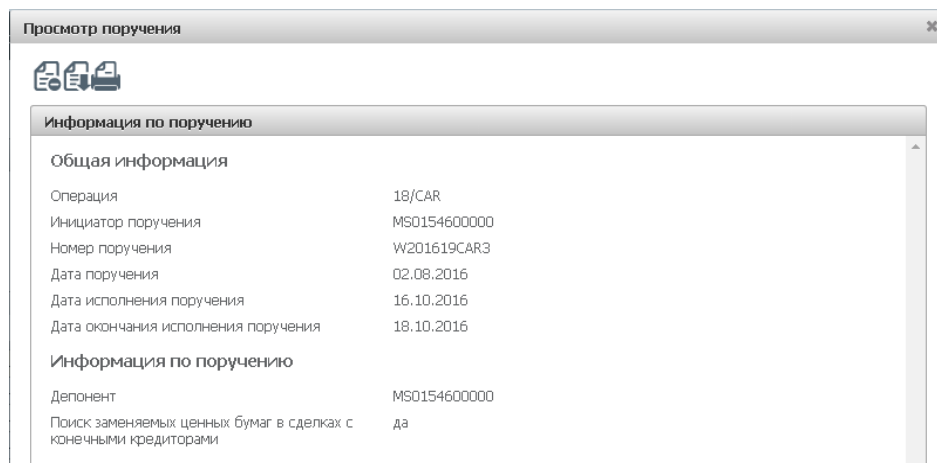 Просмотр поручения
Информация по поручению
Общая информация
Операция 18/CAR
Инициатор поручения MS0154600000
Номер поручения W201619CAR3
Дата поручения 02.08.2016
Дата исполнения поручения 16.10.2016
Дата окончания исполнения поручения 18.10.2016
Информация по поручению
Депонент MS0154600000
Поиск заменяемых ценных бумаг в сделках с да
конечными кредиторами